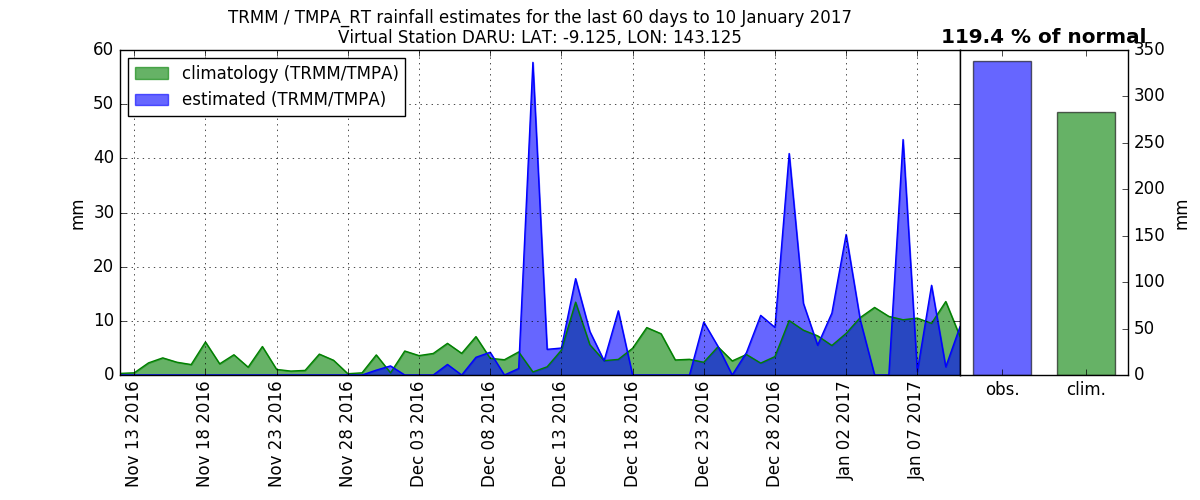 TRMM / TMPA_RT rainfall estimates for the last 60 days to 10 January 2017
Virtual Station DARU: LAT: -9.125, LON: 143.125
119.4 % of normal
climatology (TRMM/TMPA)
estimated (TRMM/TMPA)
60
50
40
30
20
10
0
mm
Nov 13 2016
Nov 18 2016
Nov 23 2016
Nov 28 2016
Dec 03 2016
Dec 08 2016
Dec 13 2016
Dec 18 2016
Dec 23 2016
Dec 28 2016
Jan 02 2017
Jan 07 2017
350
300
250
200
150
100
50
0
mm
obs.
clim.